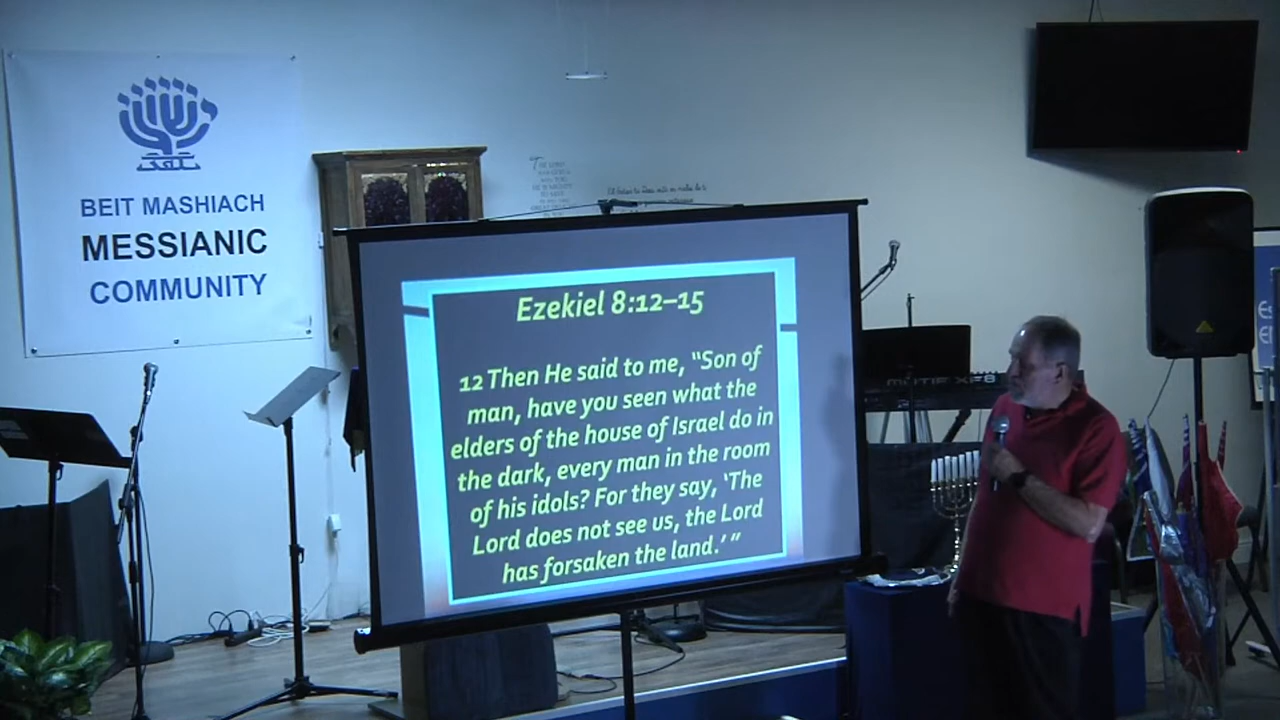 BEIT MASHIACH
MESSIANIC
COMMUNITY
Ezekiel 8:12–15
12 Then He said to me, “Son of
man, have you seen what the
elders of the house of Israel do in
the dark, every man in the room
of his idols? For they say, ‘The
Lord does not see us, the Lord
has forsaken the land.’ ”
MOTIF XF8